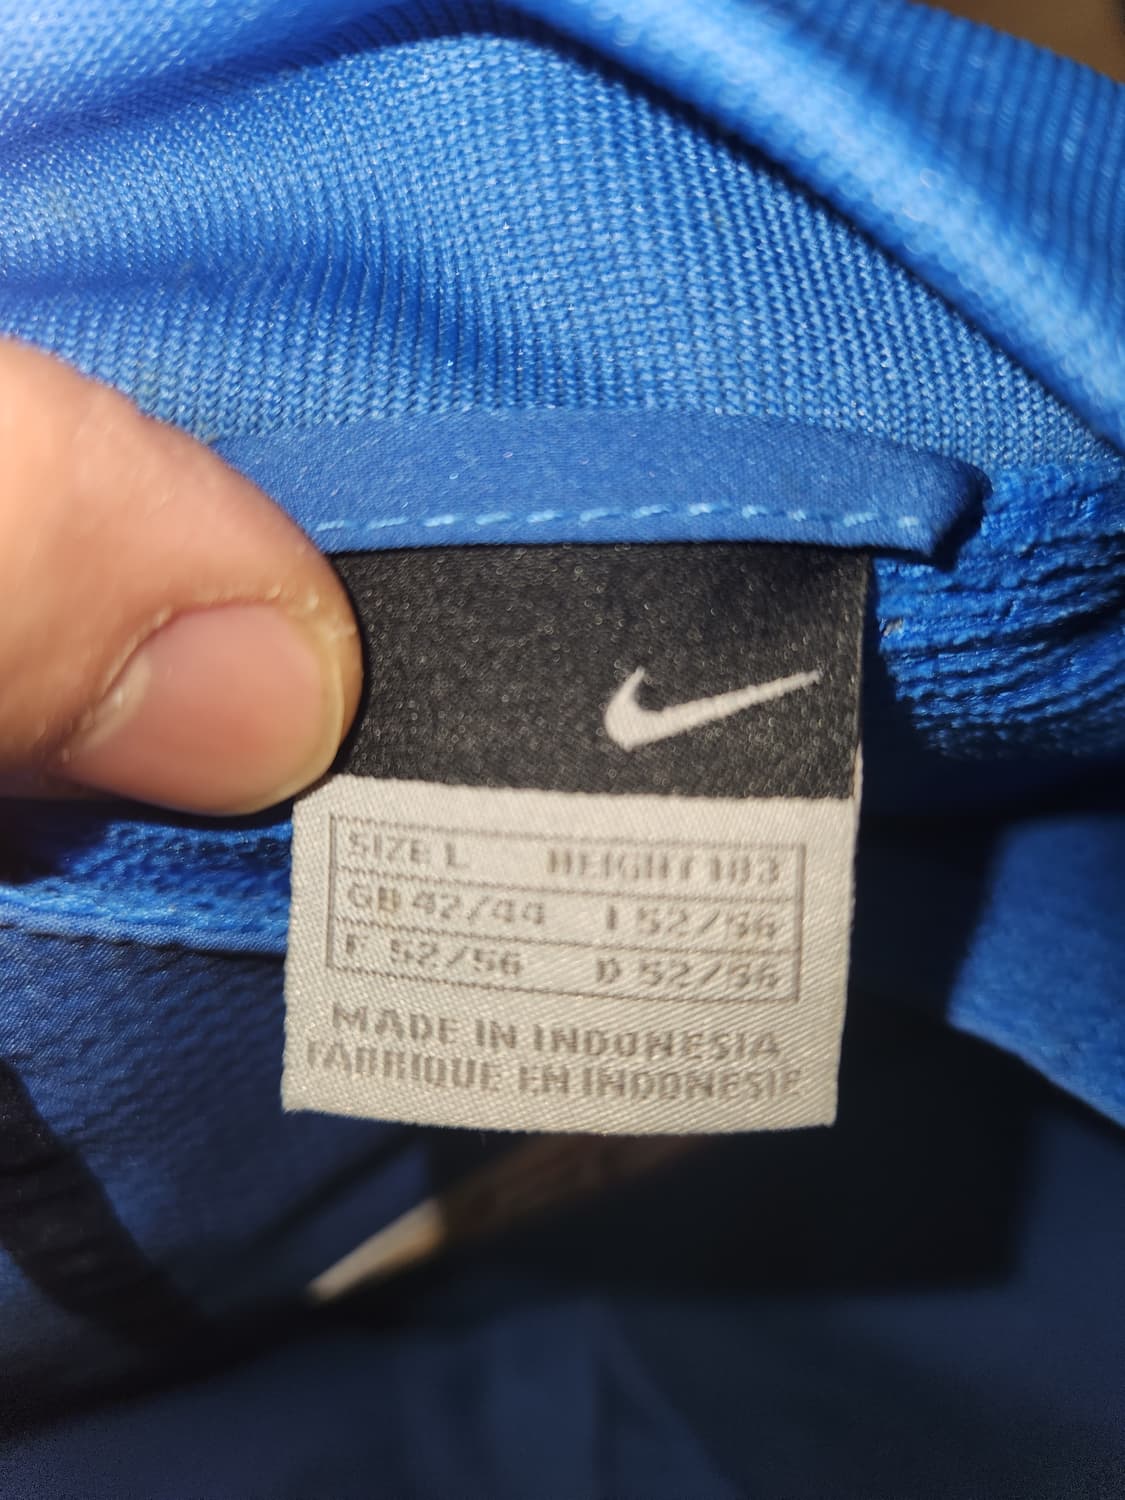 SIZE L HEIGHT 183
GB 42/44 I 52/56
F 52/56 D 52/56
MADE IN INDONESIA
FABRIQUE EN INDONESIE